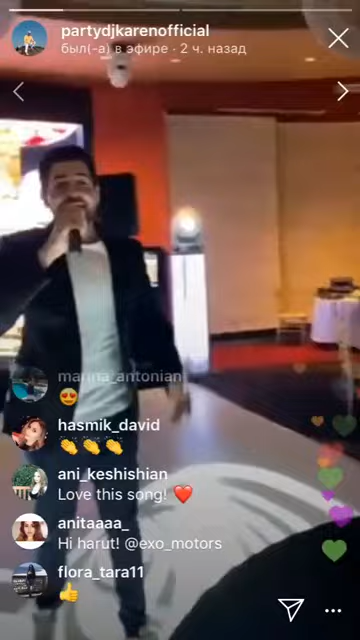 partydjkarenofficial
был(-а) в эфире · 2 ч. назад
marina_antonian
😍
hasmik_david
👏👏👏
ani_keshishian
Love this song! ❤️
anitaaaa_
Hi harut! @exo_motors
flora_tara11
👍